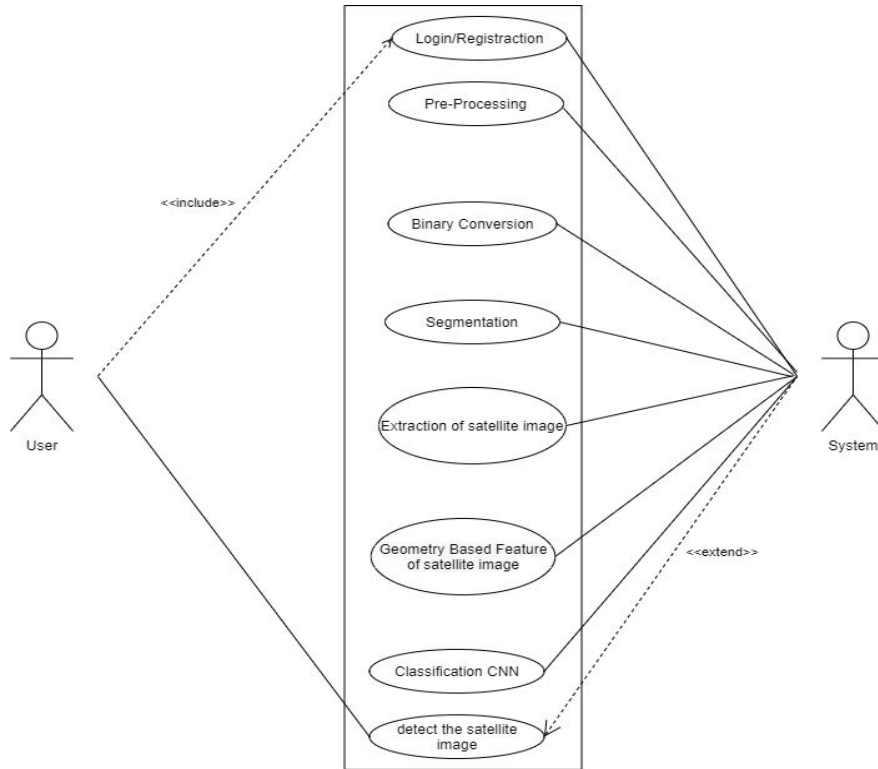 Login/Registraction
Pre-Processing
<<include>>
Binary Conversion
Segmentation
Extraction of satellite image
User
System
Geometry Based Feature
of satellite image
<<extend>>
Classification CNN
detect the satellite
image